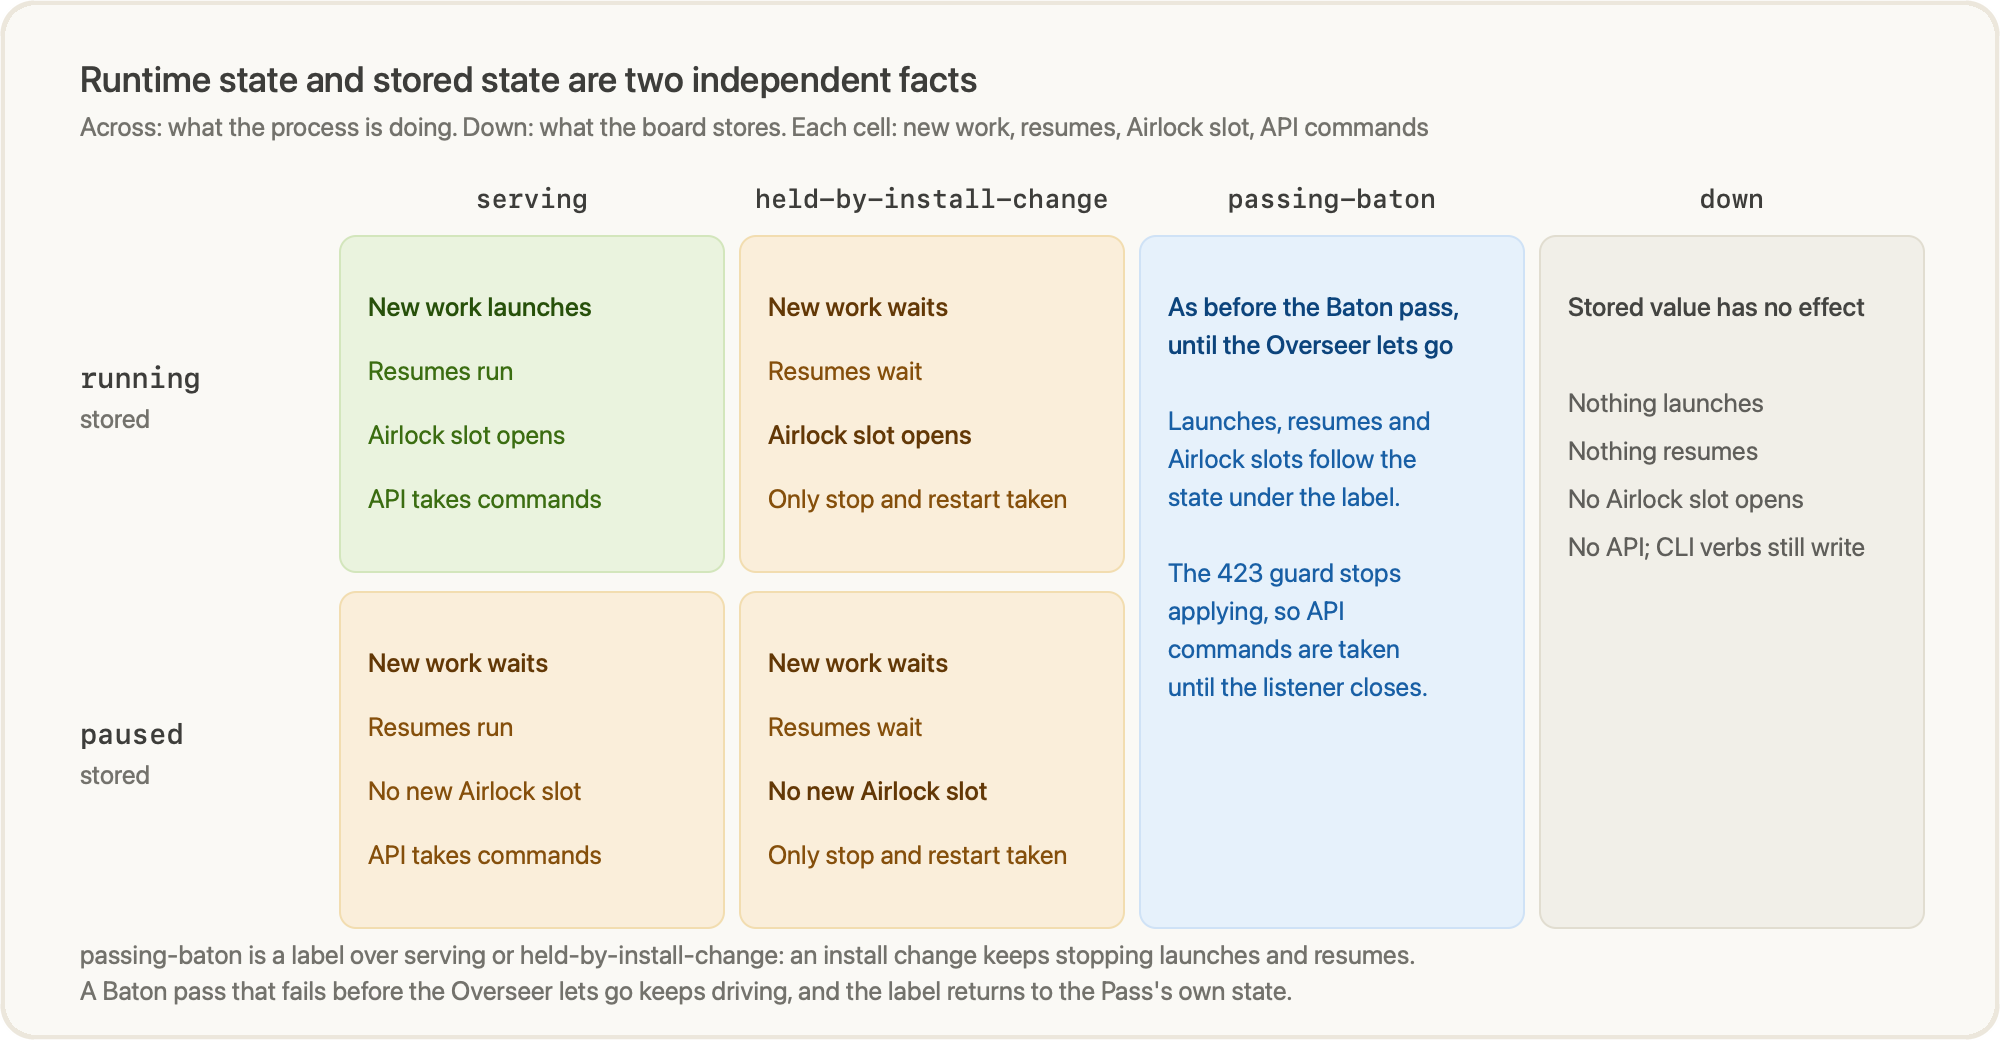 Runtime state and stored state are two independent facts
Across: what the process is doing. Down: what the board stores. Each cell: new work, resumes, Airlock slot, API commands
serving
held-by-install-change
passing-baton
down
running
stored
New work launches
Resumes run
Airlock slot opens
API takes commands
New work waits
Resumes wait
Airlock slot opens
Only stop and restart taken
As before the Baton pass,
until the Overseer lets go
Launches, resumes and
Airlock slots follow the
state under the label.
The 423 guard stops
applying, so API
commands are taken
until the listener closes.
Stored value has no effect
Nothing launches
Nothing resumes
No Airlock slot opens
No API; CLI verbs still write
paused
stored
New work waits
Resumes run
No new Airlock slot
API takes commands
New work waits
Resumes wait
No new Airlock slot
Only stop and restart taken
passing-baton is a label over serving or held-by-install-change: an install change keeps stopping launches and resumes.
A Baton pass that fails before the Overseer lets go keeps driving, and the label returns to the Pass's own state.